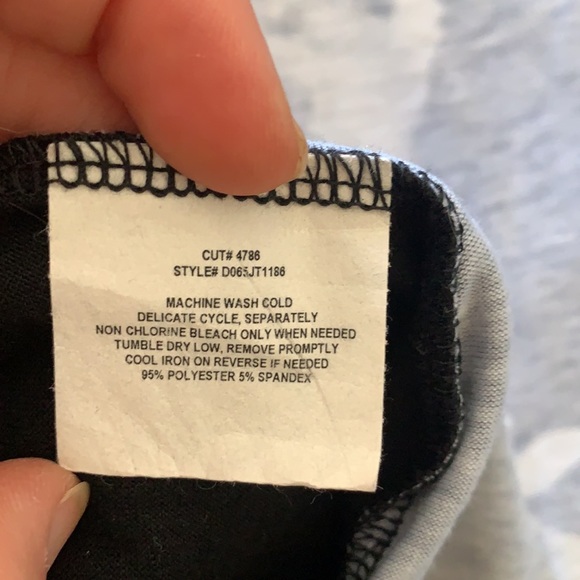 CUT# 4786
STYLE# D065JT1186
MACHINE WASH COLD
DELICATE CYCLE, SEPARATELY
NON CHLORINE BLEACH ONLY WHEN NEEDED
TUMBLE DRY LOW, REMOVE PROMPTLY
COOL IRON ON REVERSE IF NEEDED
95% POLYESTER 5% SPANDEX